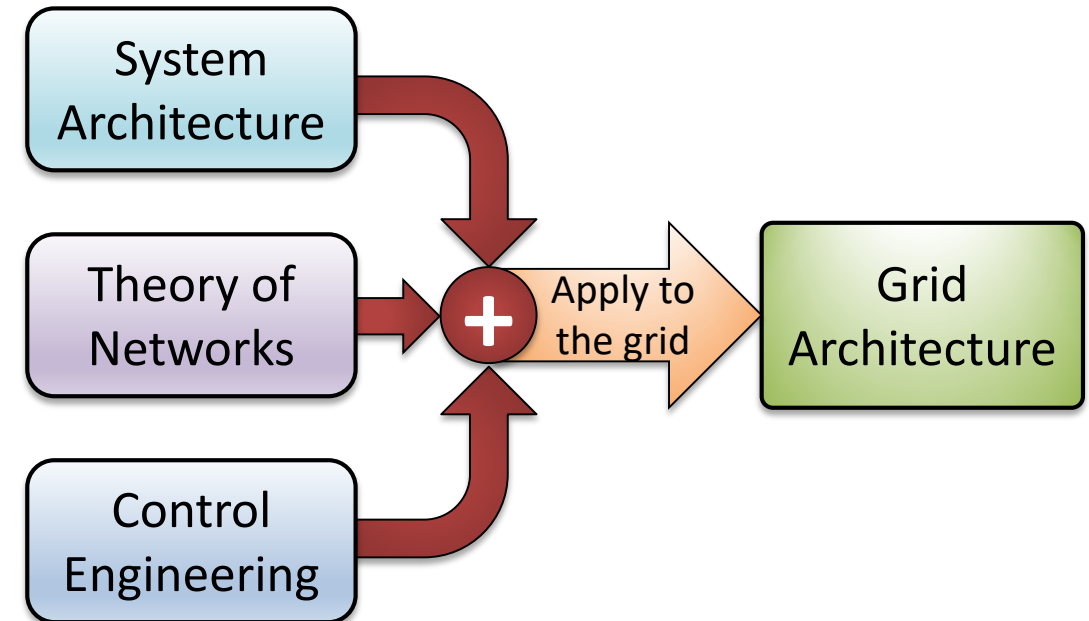 System
Architecture
Theory of
Networks
Control
Engineering
+
Apply to
the grid
Grid
Architecture